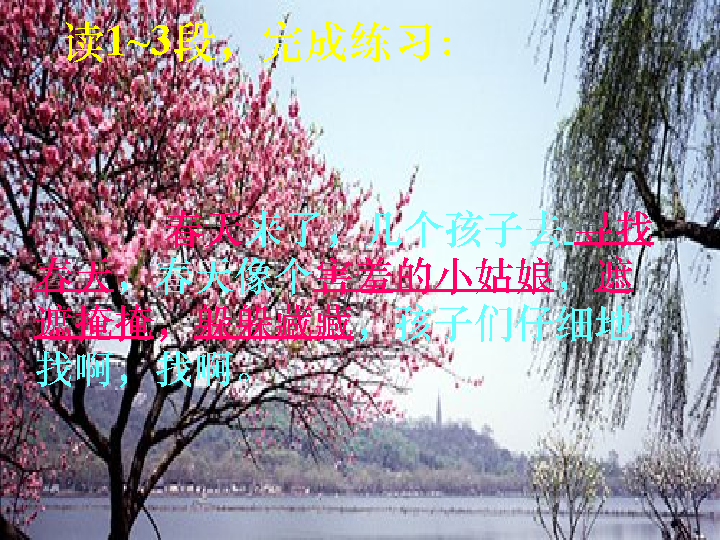 读1~3段，完成练习：
春天来了，几个孩子去寻找
春天，春天像个害羞的小姑娘，遮
遮掩掩，躲躲藏藏，孩子们仔细地
找啊，找啊。